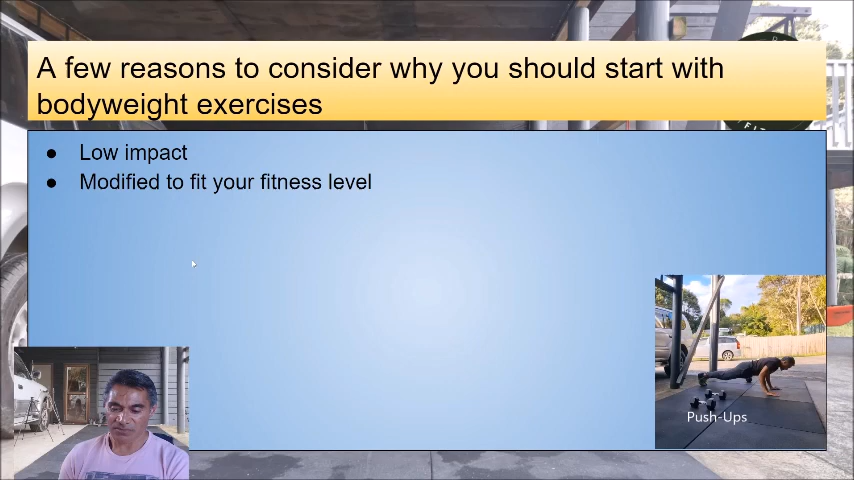 A few reasons to consider why you should start with
bodyweight exercises
● Low impact
● Modified to fit your fitness level
Push-Ups